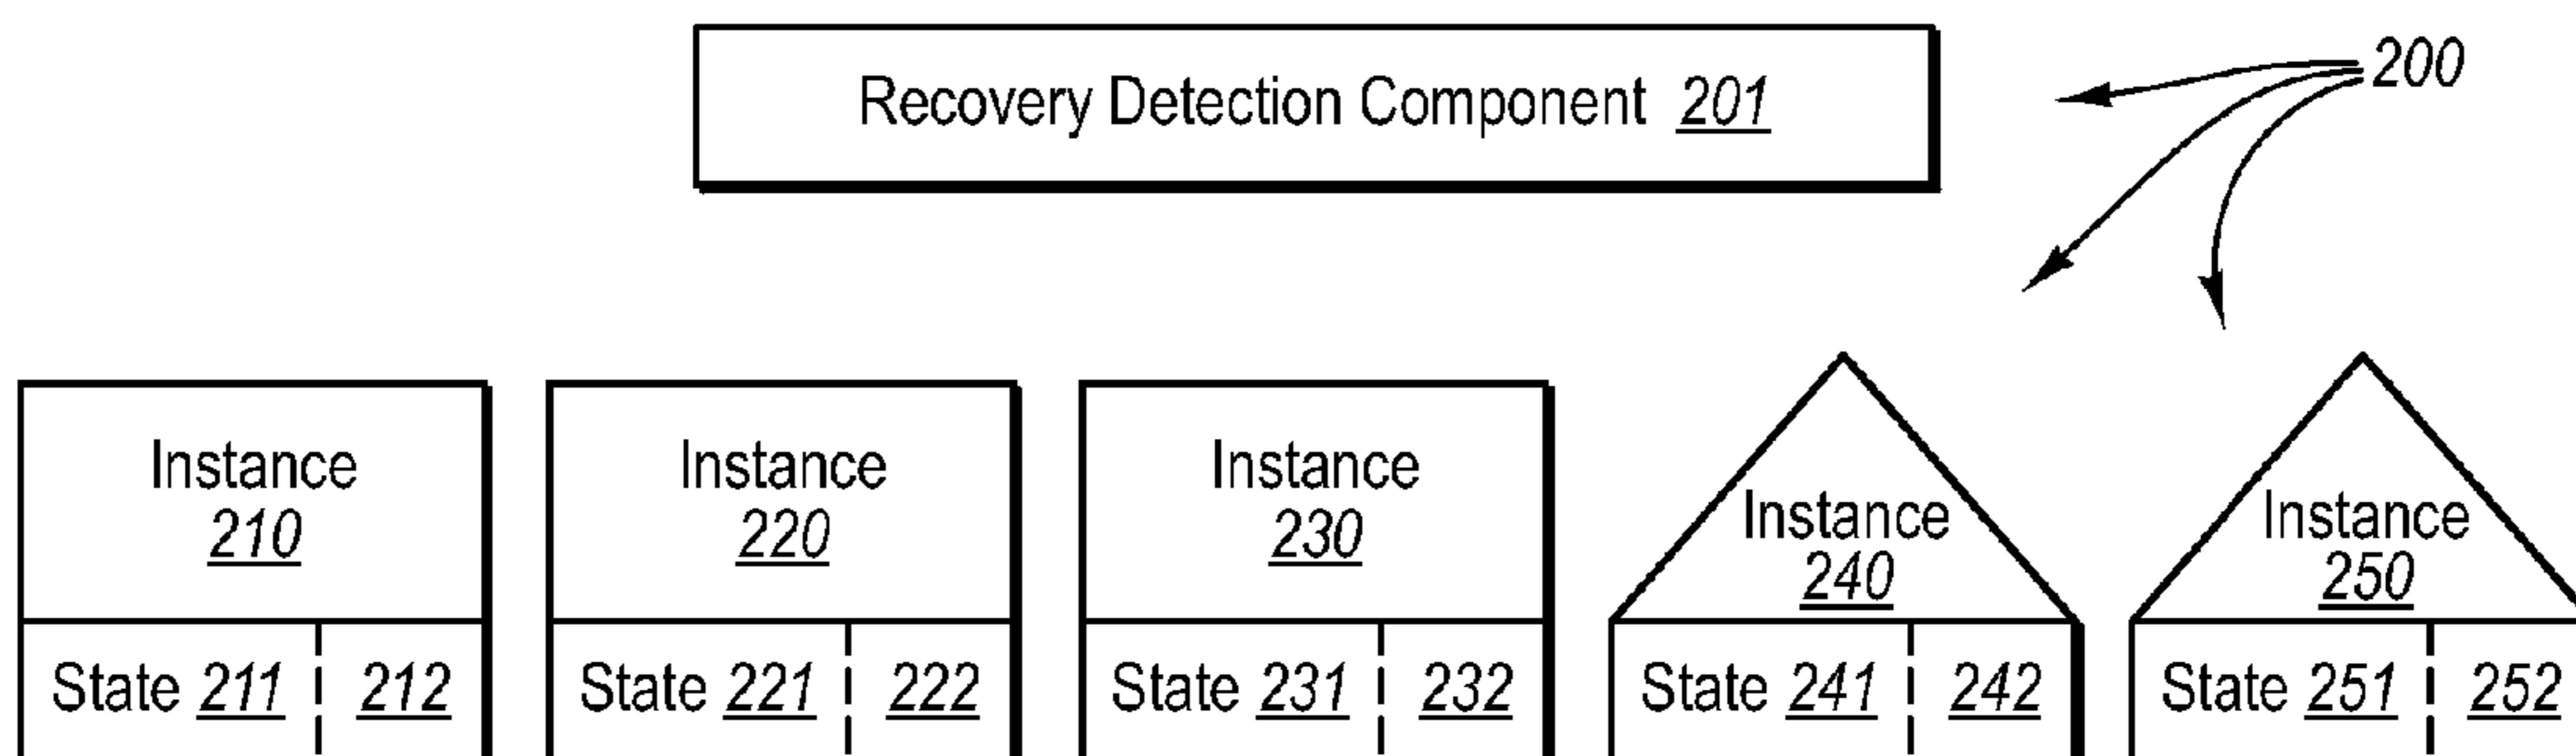 Recovery Detection Component 201
200
Instance
210
Instance
220
Instance
230
Instance
240
Instance
250
State 211 212
State 221 222
State 231 232
State 241 242
State 251 252